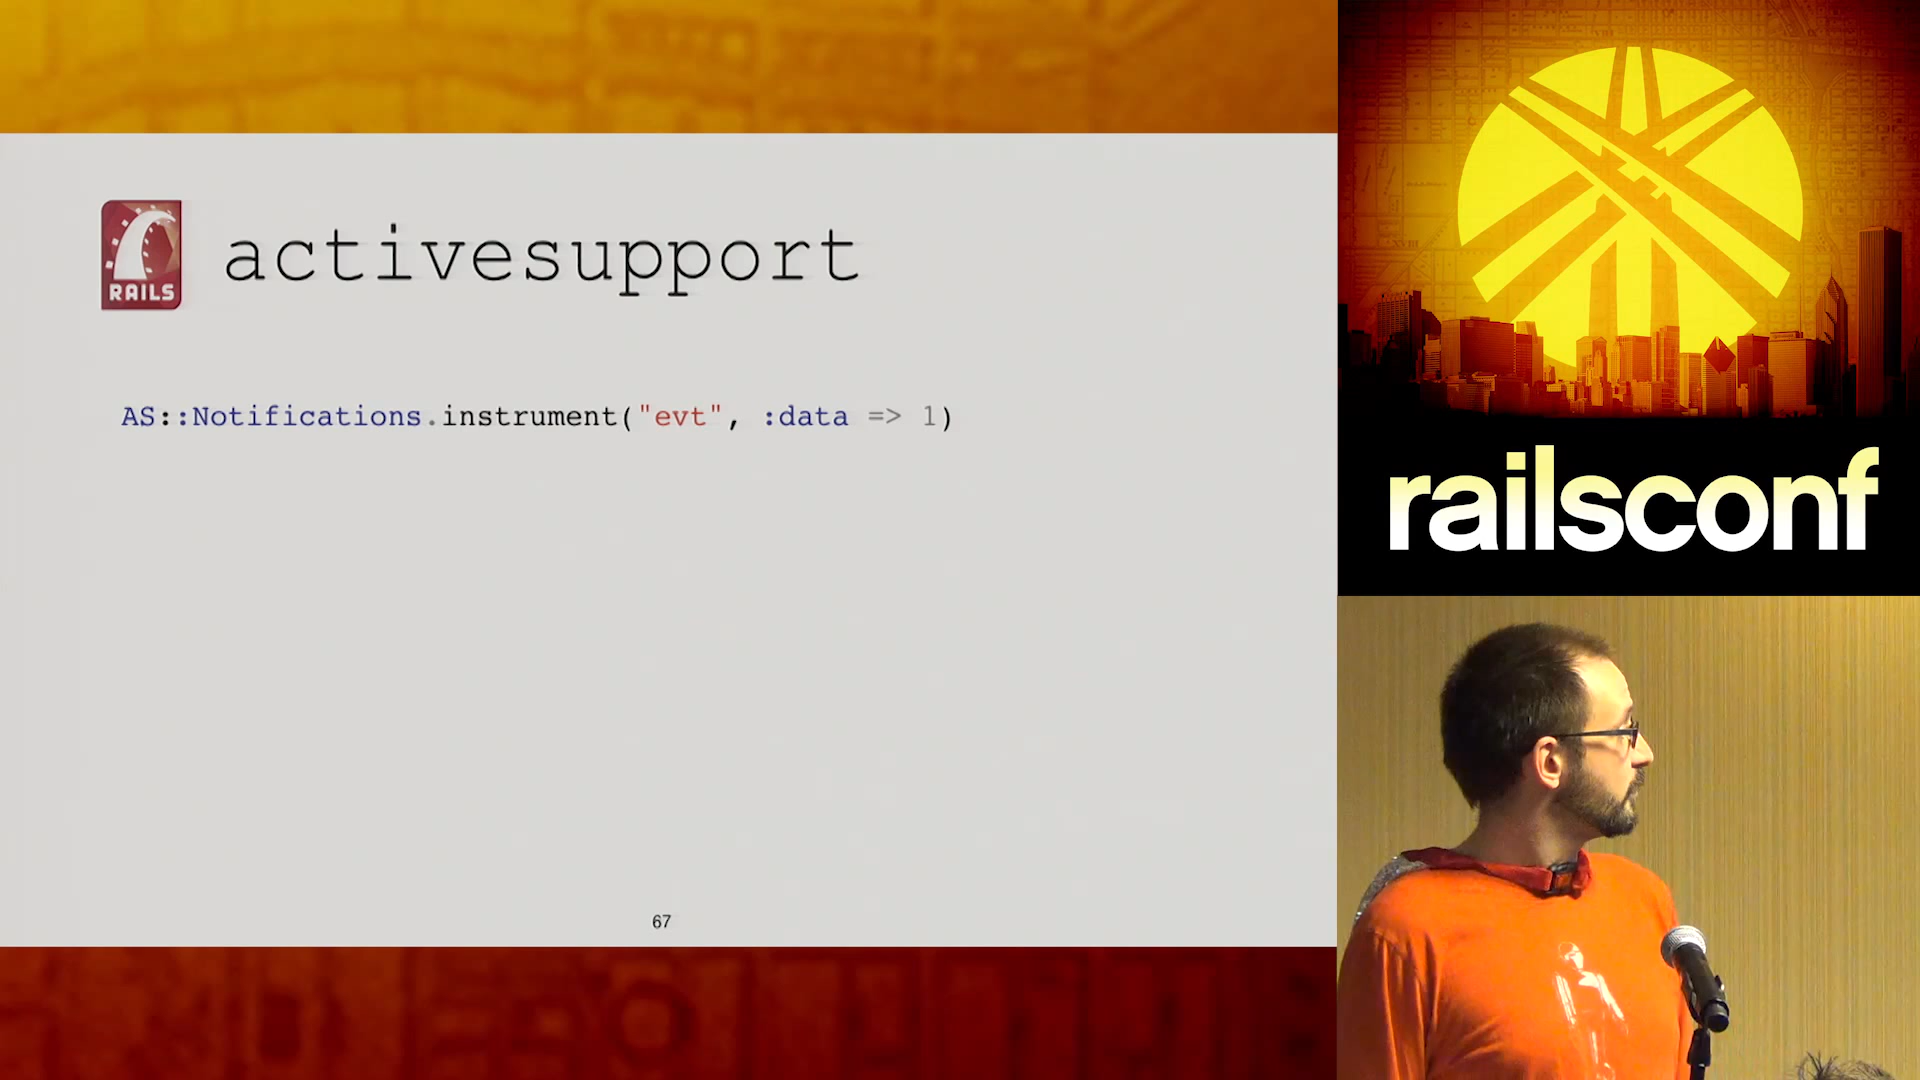 RAILS
activesupport
AS::Notifications.instrument("evt", :data => 1)
67
railsconf